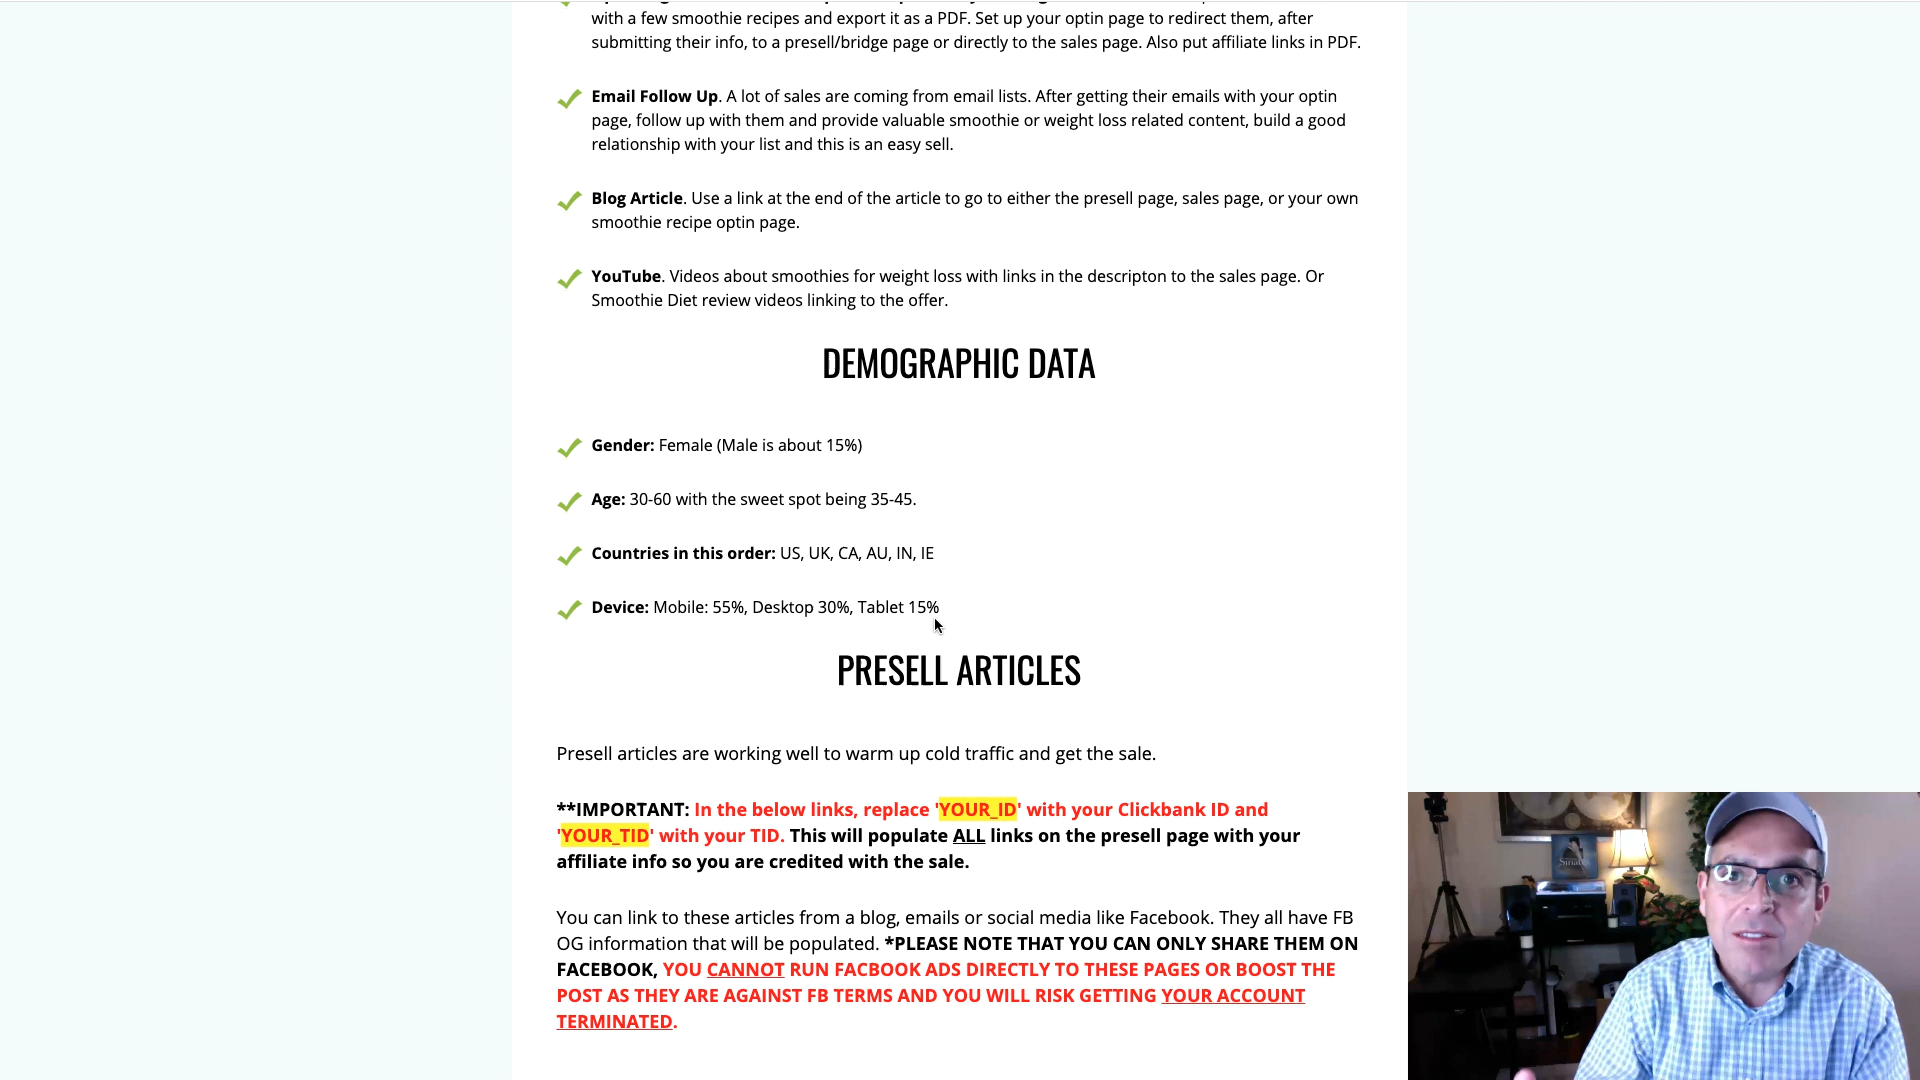 with a few smoothie recipes and export it as a PDF. Set up your optin page to redirect them, after
submitting their info, to a presell/bridge page or directly to the sales page. Also put affiliate links in PDF.
Email Follow Up. A lot of sales are coming from email lists. After getting their emails with your optin
page, follow up with them and provide valuable smoothie or weight loss related content, build a good
relationship with your list and this is an easy sell.
Blog Article. Use a link at the end of the article to go to either the presell page, sales page, or your own
smoothie recipe optin page.
YouTube. Videos about smoothies for weight loss with links in the descripton to the sales page. Or
Smoothie Diet review videos linking to the offer.
DEMOGRAPHIC DATA
Gender: Female (Male is about 15%)
Age: 30-60 with the sweet spot being 35-45.
Countries in this order: US, UK, CA, AU, IN, IE
Device: Mobile: 55%, Desktop 30%, Tablet 15%
PRESELL ARTICLES
Presell articles are working well to warm up cold traffic and get the sale.
**IMPORTANT: In the below links, replace 'YOUR_ID' with your Clickbank ID and
'YOUR_TID' with your TID. This will populate ALL links on the presell page with your
affiliate info so you are credited with the sale.
You can link to these articles from a blog, emails or social media like Facebook. They all have FB
OG information that will be populated. *PLEASE NOTE THAT YOU CAN ONLY SHARE THEM ON
FACEBOOK, YOU CANNOT RUN FACBOOK ADS DIRECTLY TO THESE PAGES OR BOOST THE
POST AS THEY ARE AGAINST FB TERMS AND YOU WILL RISK GETTING YOUR ACCOUNT
TERMINATED.